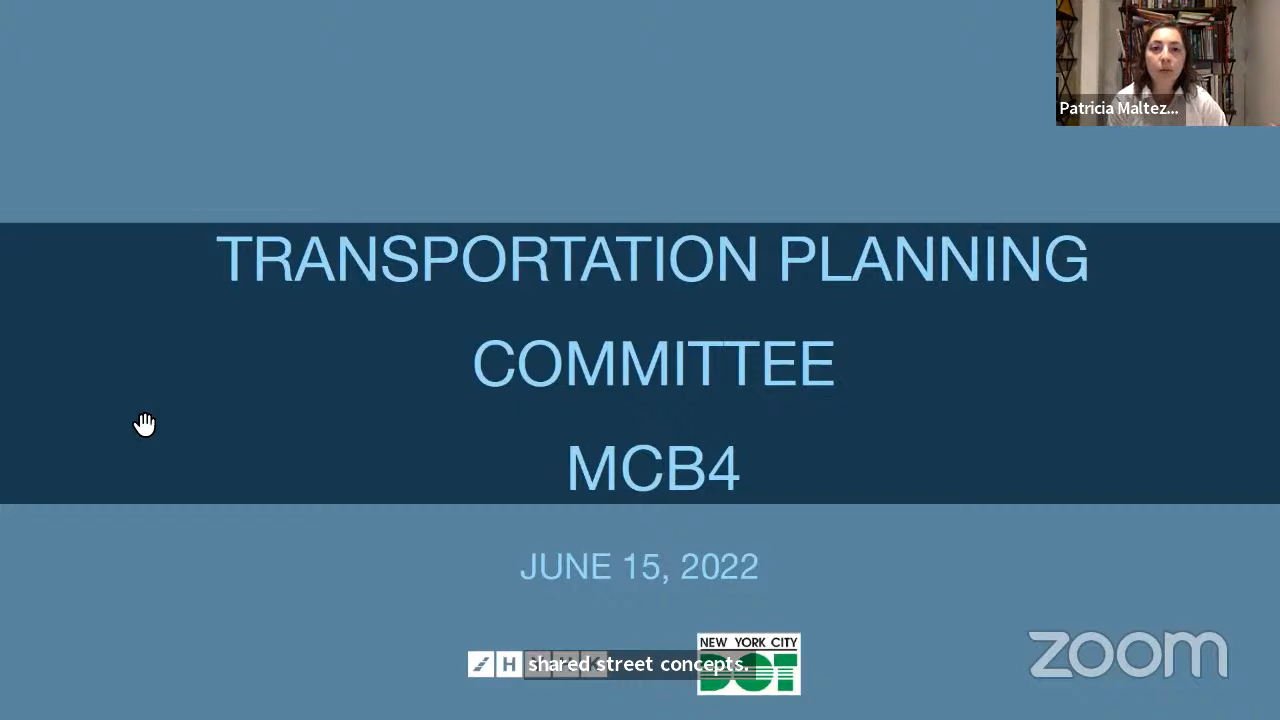 Patricia Maltez...
TRANSPORTATION PLANNING
COMMITTEE
MCB4
JUNE 15, 2022
NEW YORK CITY
DOT
H
shared street concepts.
zoom